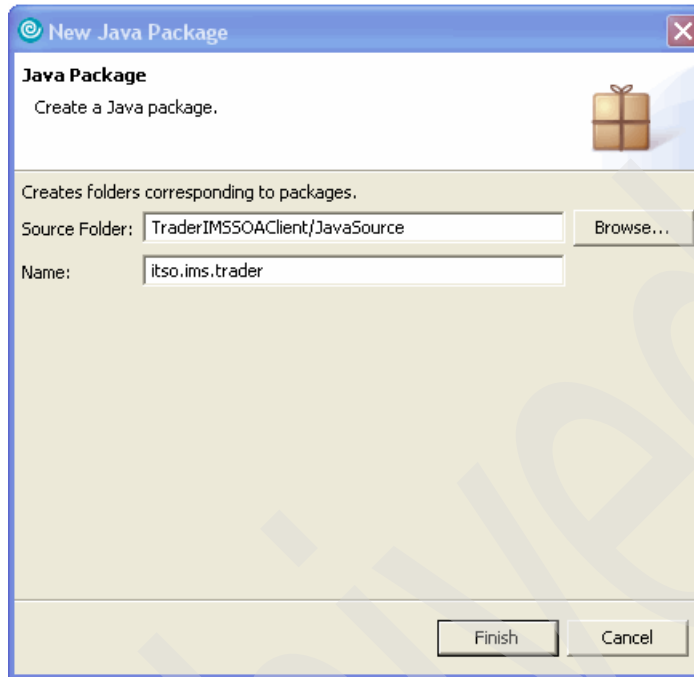 New Java Package
Java Package
Create a Java package.
Creates folders corresponding to packages.
Source Folder: TraderIMSSOAClient/JavaSource Browse...
Name: itso.ims.trader
Finish Cancel